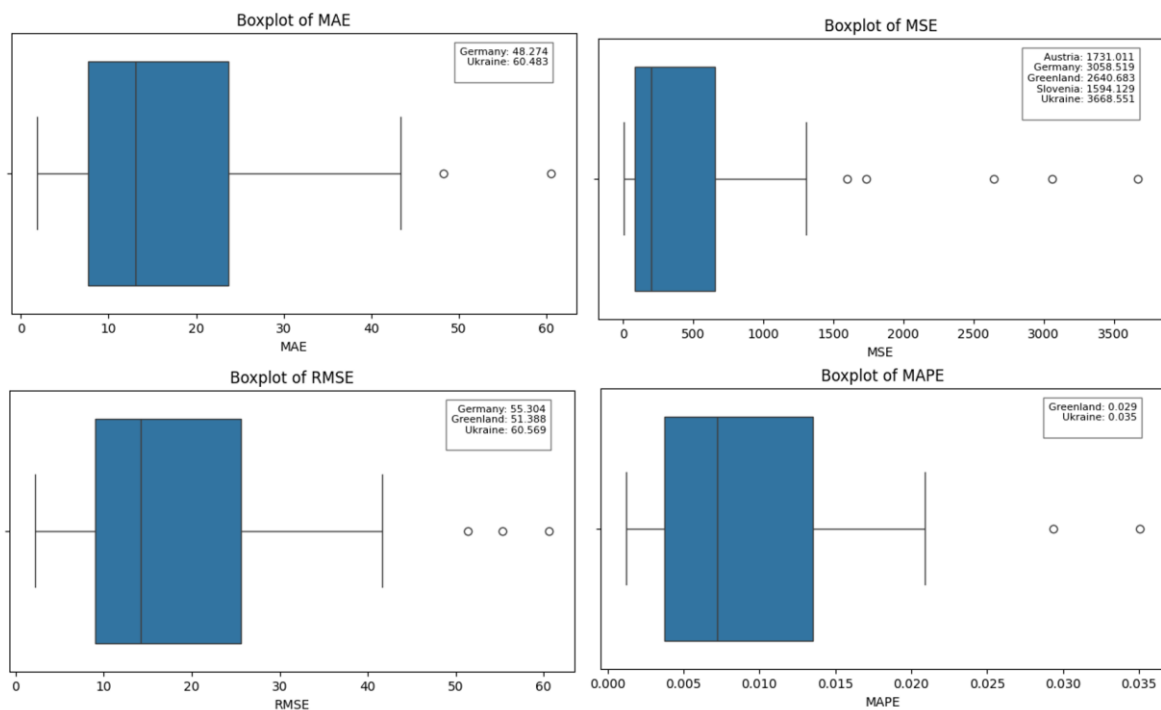 Boxplot of MAE
Germany: 48.274
Ukraine: 60.483
0 10 20 30 40 50 60
MAE
Boxplot of MSE
Austria: 1731.011
Germany: 3058.519
Greenland: 2640.683
Slovenia: 1594.129
Ukraine: 3668.551
0 500 1000 1500 2000 2500 3000 3500
MSE
Boxplot of RMSE
Germany: 55.304
Greenland: 51.388
Ukraine: 60.569
0 10 20 30 40 50 60
RMSE
Boxplot of MAPE
Greenland: 0.029
Ukraine: 0.035
0.000 0.005 0.010 0.015 0.020 0.025 0.030 0.035
MAPE